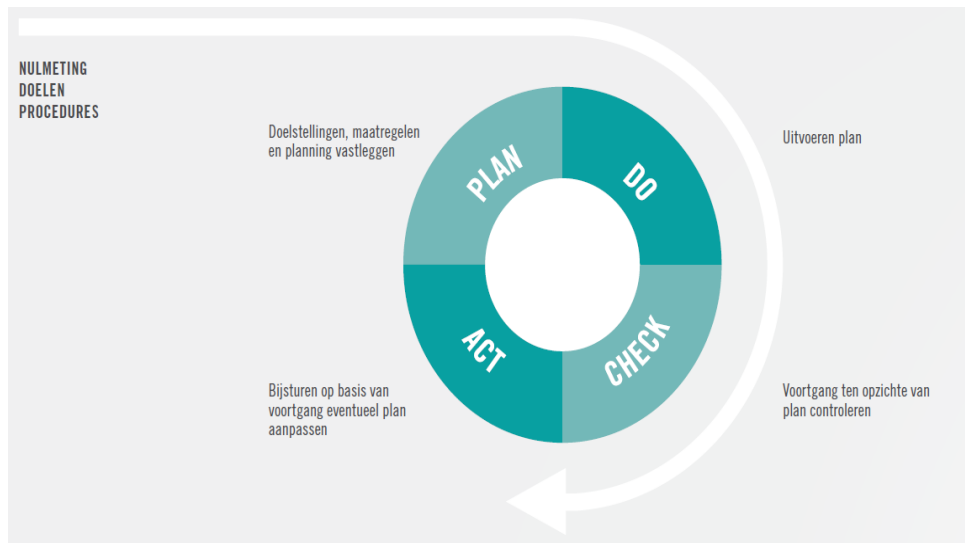 NULMETING
DOELEN
PROCEDURES
Doelstellingen, maatregelen
en planning vastleggen
PLAN
DO
Uitvoeren plan
ACT
CHECK
Bijsturen op basis van
voortgang eventueel plan
aanpassen
Voortgang ten opzichte van
plan controleren